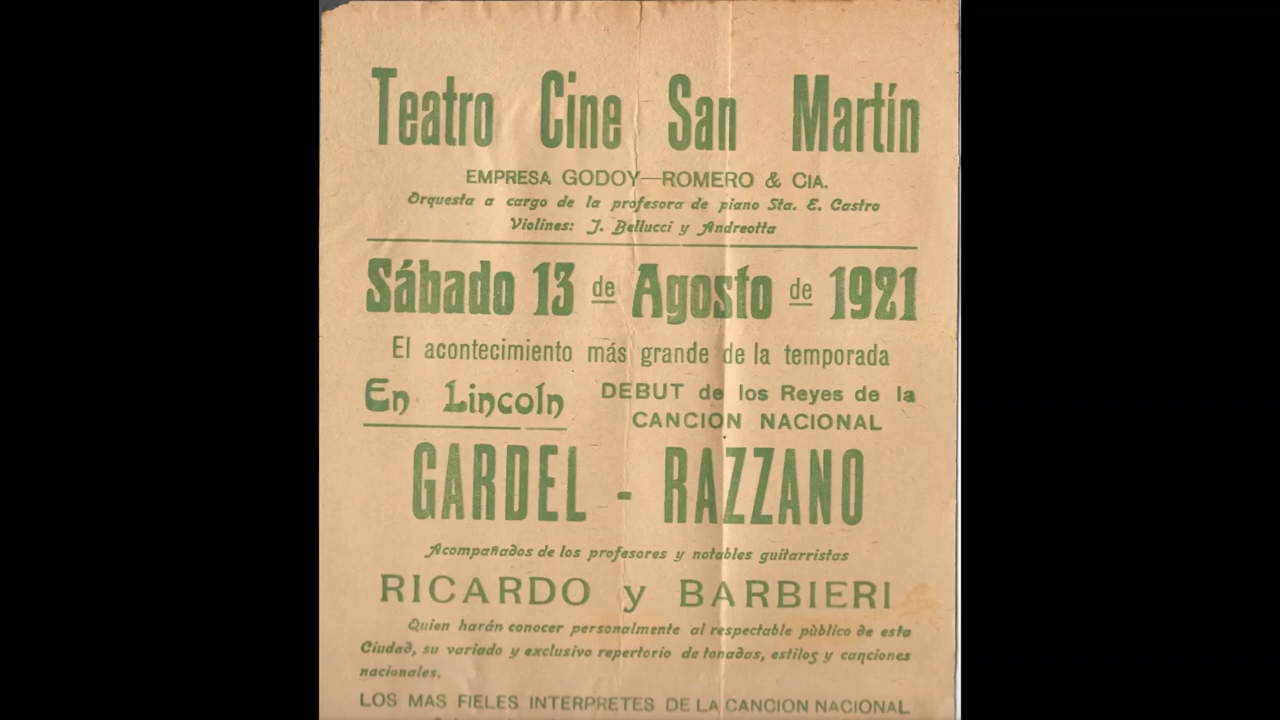 Teatro Cine San Martín
EMPRESA GODOY—ROMERO & CIA.
Orquesta a cargo de la profesora de piano Sta. E. Castro
Violines: J. Bellucci y Andreotta
Sábado 13 de Agosto de 1921
El acontecimiento más grande de la temporada
En Lincoln
DEBUT de los Reyes de la
CANCION NACIONAL
GARDEL - RAZZANO
Acompañados de los profesores y notables guitarristas
RICARDO y BARBIERI
Quien harán conocer personalmente al respectable pùblico de esta
Ciudad, su variado y exclusivo repertorio de tonadas, estilos y canciones
nacionales.
LOS MAS FIELES INTERPRETES DE LA CANCION NACIONAL